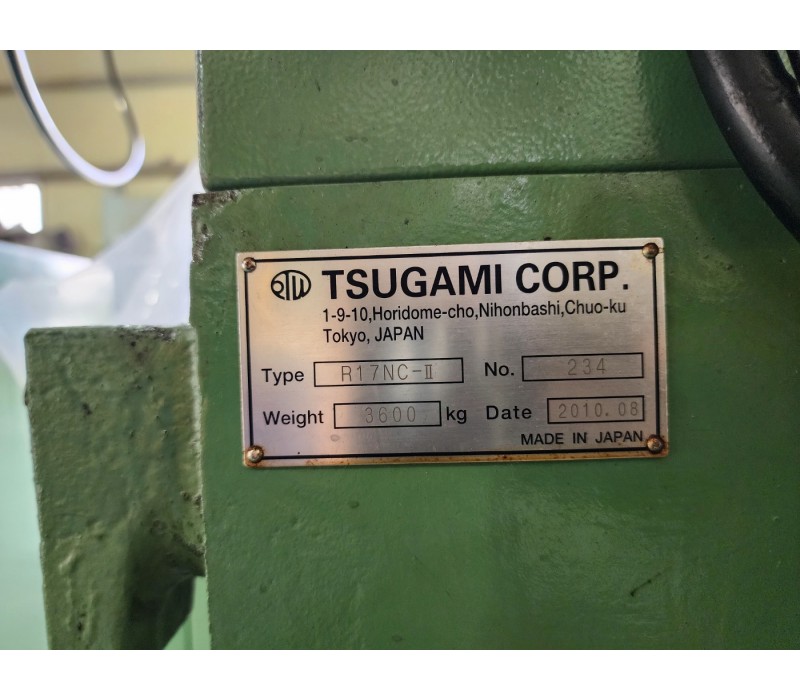 RTW TSUGAMI CORP.
1-9-10,Horidome-cho,Nihonbashi,Chuo-ku
Tokyo, JAPAN
Type R17NC-Ⅱ No. 234
Weight 3600 kg Date 2010.08
MADE IN JAPAN